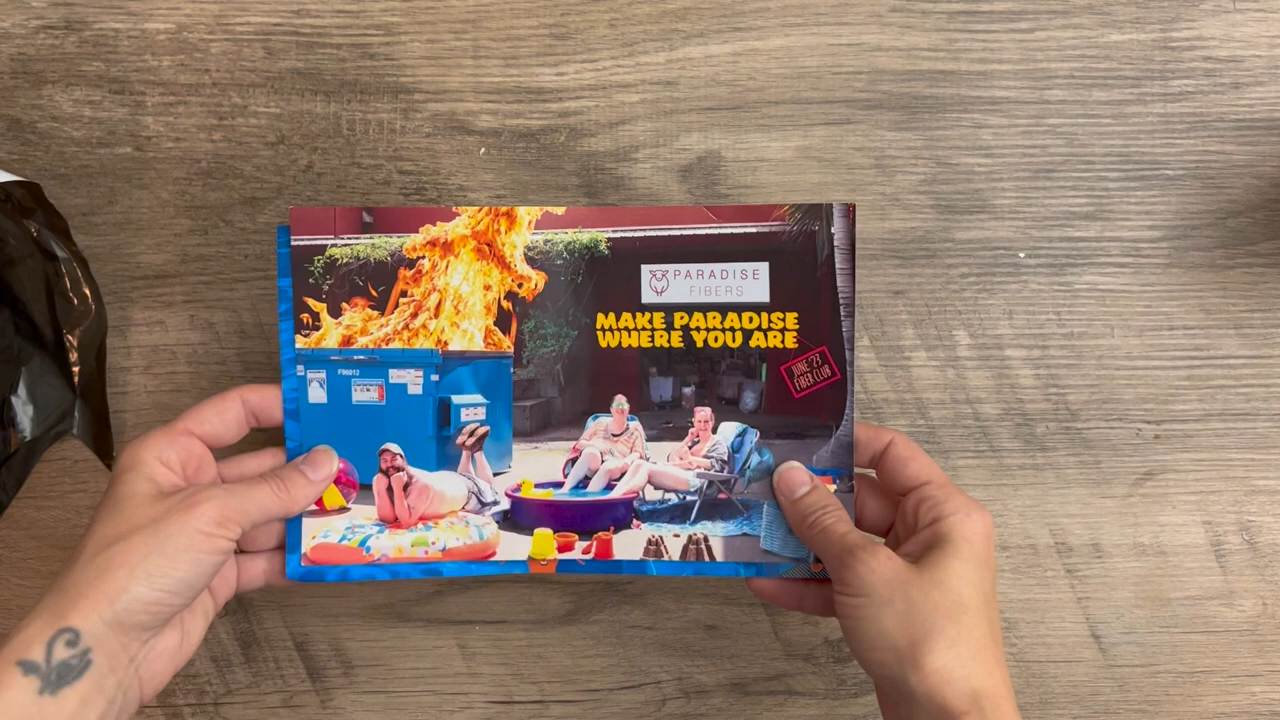 PARADISE
FIBERS
MAKE PARADISE
WHERE YOU ARE
JUNE '23
FIBER CLUB
F96012